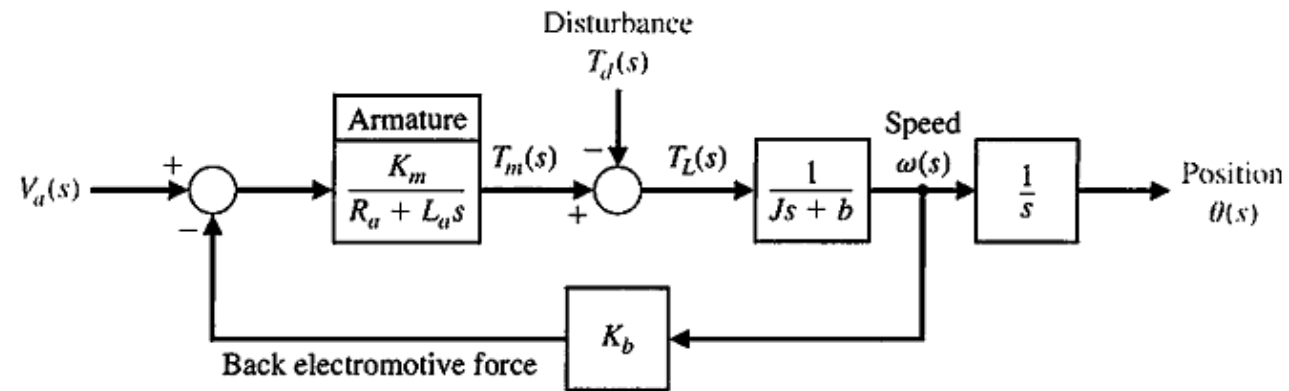 Disturbance
T_d(s)
Armature
Speed
K_m
T_m(s)
−
T_L(s)
1
ω(s)
1
+
V_a(s)
R_a + L_a s
+
Js + b
s
Position
θ(s)
−
K_b
Back electromotive force